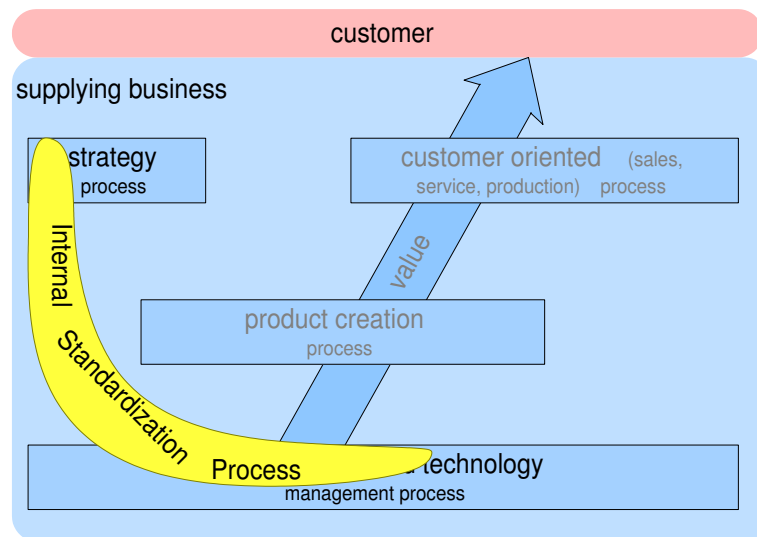 customer
supplying business
strategy
process
customer oriented (sales,
service, production) process
Internal
Standardization
Process
value
product creation
process
technology
management process